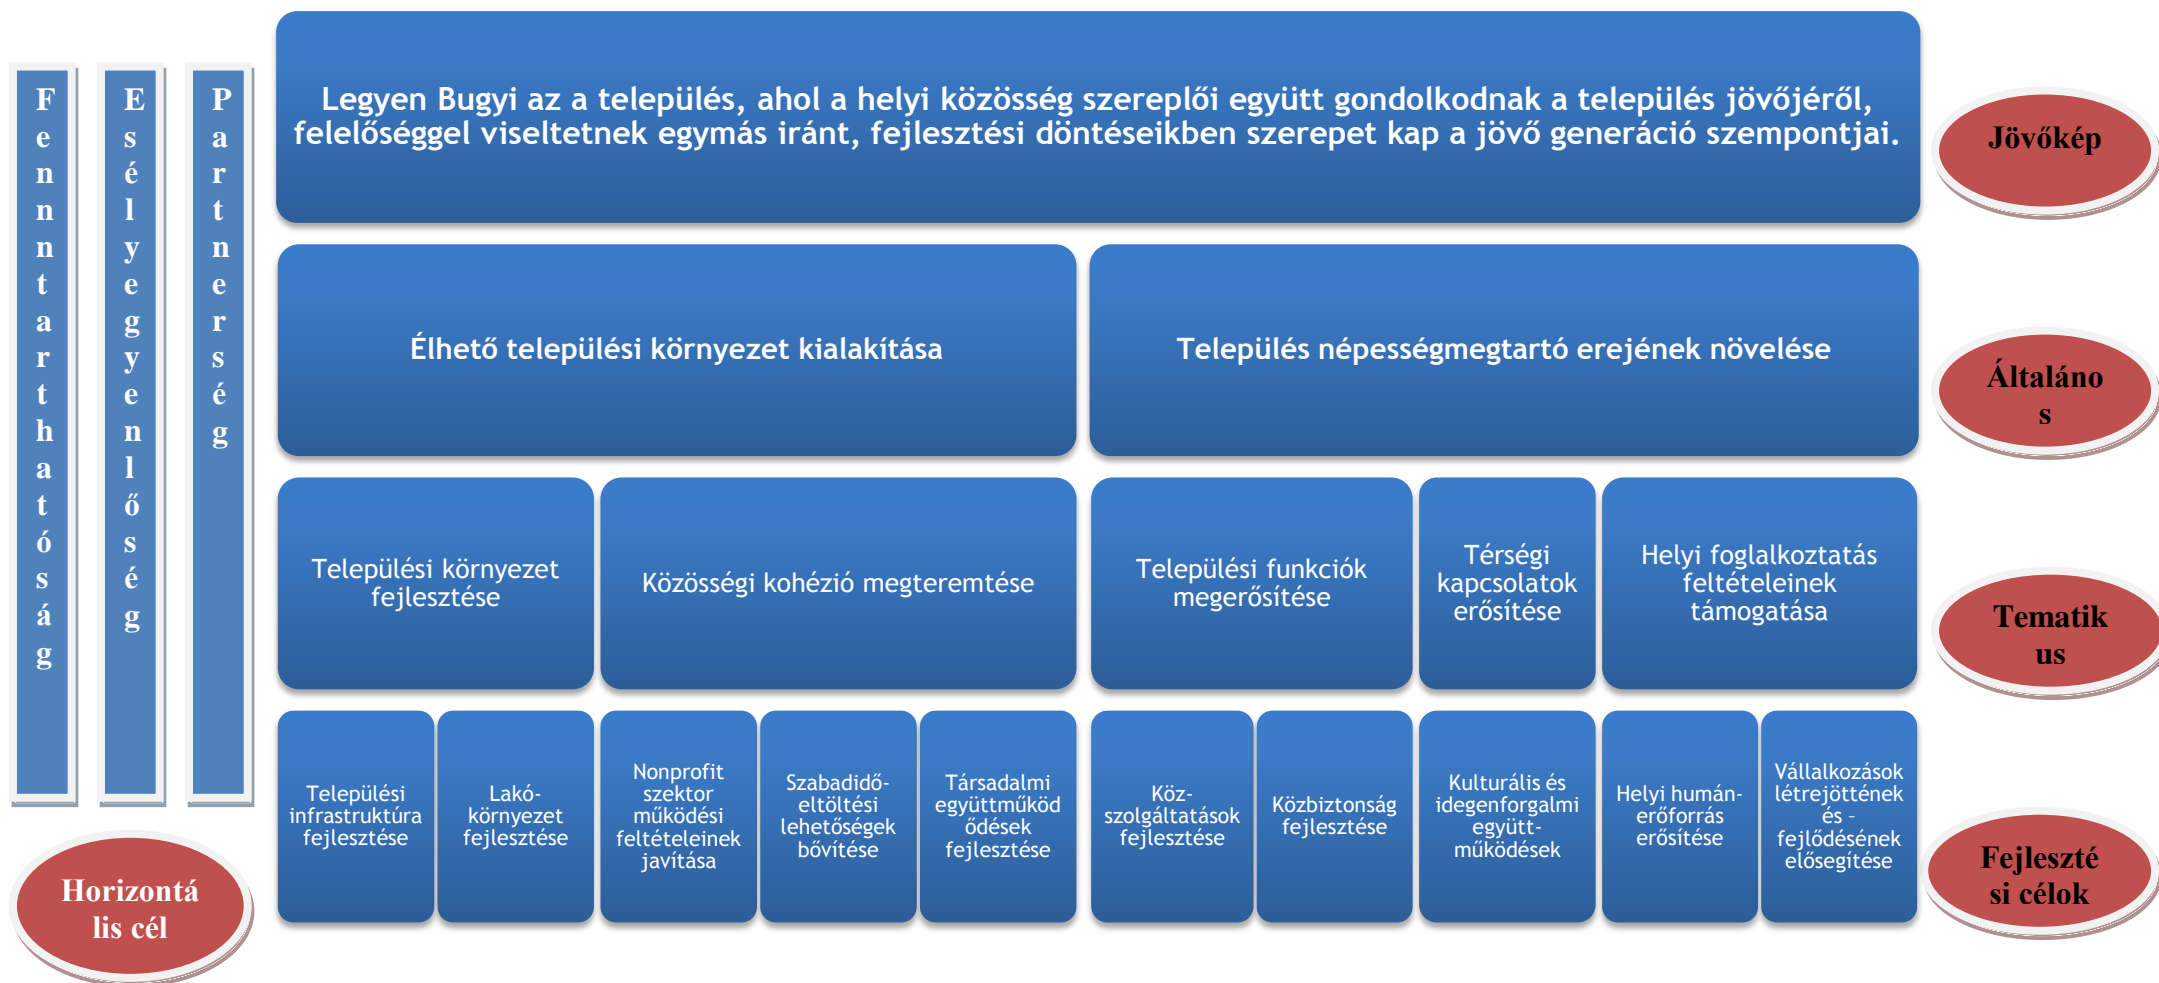 Fennntarthatóság
Esélyegyenlőség
Partnerség
Horizontá
lis cél
Legyen Bugyi az a település, ahol a helyi közösség szereplői együtt gondolkodnak a település jövőjéről,
felelőséggel viseltetnek egymás iránt, fejlesztési döntéseikben szerepet kap a jövő generáció szempontjai.
Jövőkép
Élhető települési környezet kialakítása
Település népességmegtartó erejének növelése
Általáno
s
Települési környezet
fejlesztése
Közösségi kohézió megteremtése
Települési funkciók
megerősítése
Térségi
kapcsolatok
erősítése
Helyi foglalkoztatás
feltételeinek
támogatása
Tematik
us
Települési
infrastruktúra
fejlesztése
Lakó-
környezet
fejlesztése
Nonprofit
szektor
működési
feltételeinek
javítása
Szabadidő-
eltöltési
lehetőségek
bővítése
Társadalmi
együttműköd
ődések
fejlesztése
Köz-
szolgáltatások
fejlesztése
Közbiztonság
fejlesztése
Kulturális és
idegenforgalmi
együtt-
működések
Helyi humán-
erőforrás
erősítése
Vállalkozások
létrejöttének
és –
fejlődésének
elősegítése
Fejleszté
si célok